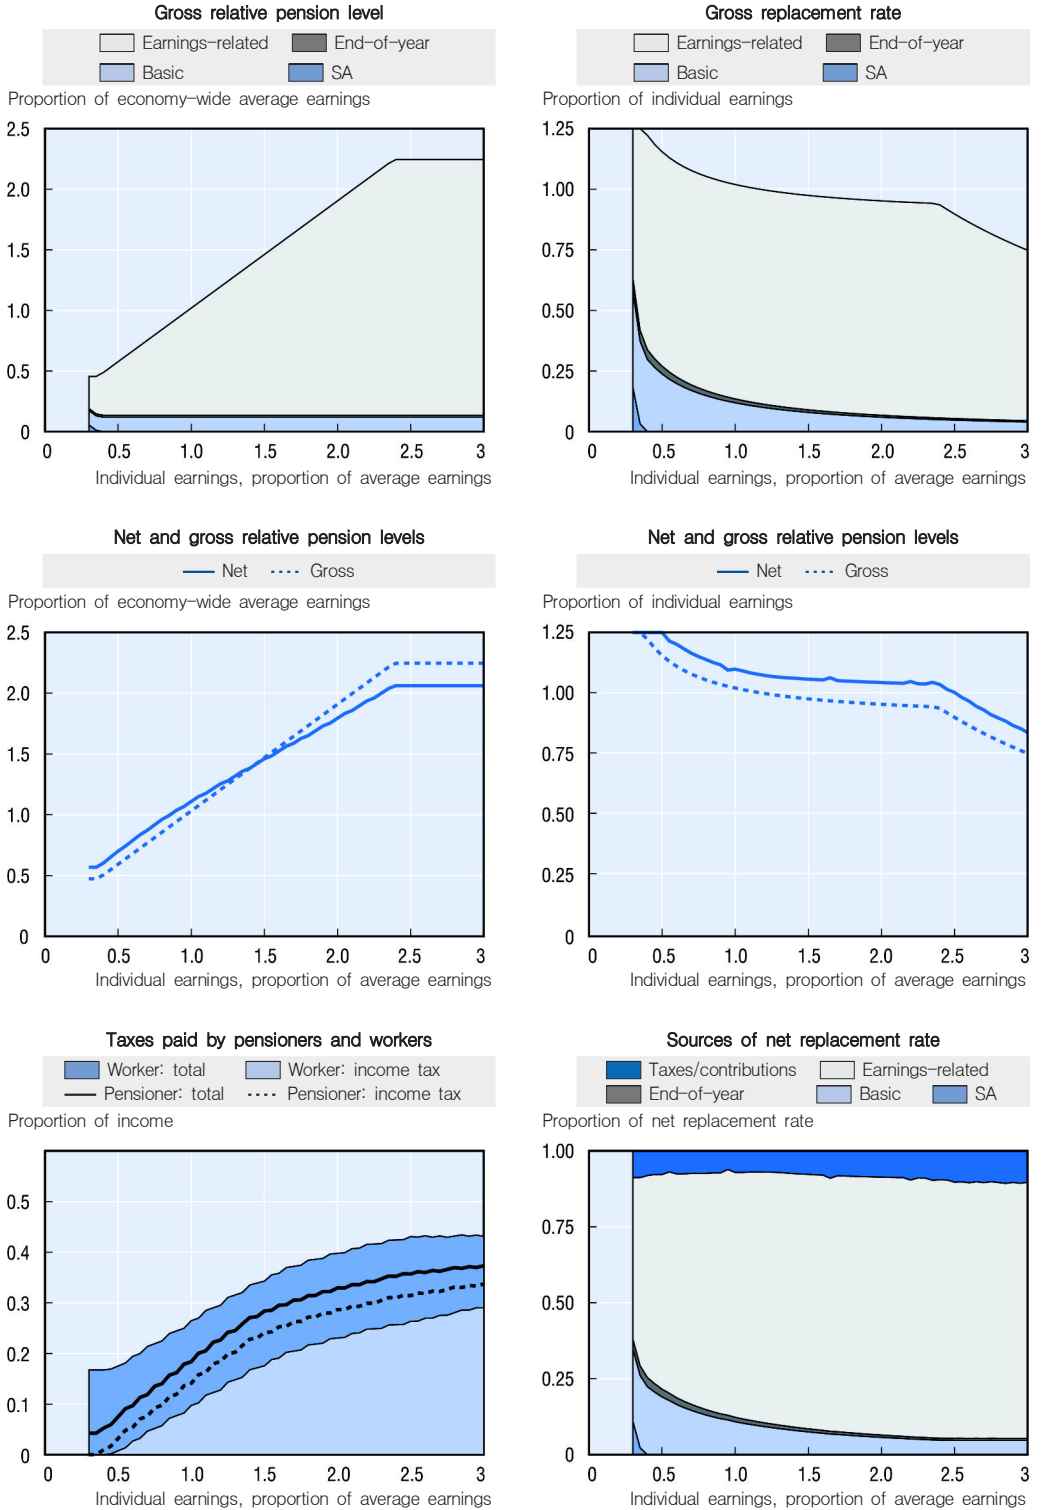 Gross relative pension level
Earnings-related End-of-year
Basic SA
Proportion of economy-wide average earnings
2.5
2.0
1.5
1.0
0.5
0
0 0.5 1.0 1.5 2.0 2.5 3
Individual earnings, proportion of average earnings
Gross replacement rate
Earnings-related End-of-year
Basic SA
Proportion of individual earnings
1.25
1.00
0.75
0.50
0.25
0
0 0.5 1.0 1.5 2.0 2.5 3
Individual earnings, proportion of average earnings
Net and gross relative pension levels
Net Gross
Proportion of economy-wide average earnings
2.5
2.0
1.5
1.0
0.5
0
0 0.5 1.0 1.5 2.0 2.5 3
Individual earnings, proportion of average earnings
Net and gross relative pension levels
Net Gross
Proportion of individual earnings
1.25
1.00
0.75
0.50
0.25
0
0 0.5 1.0 1.5 2.0 2.5 3
Individual earnings, proportion of average earnings
Taxes paid by pensioners and workers
Worker: total Worker: income tax
Pensioner: total Pensioner: income tax
Proportion of income
0.5
0.4
0.3
0.2
0.1
0
0 0.5 1.0 1.5 2.0 2.5 3
Individual earnings, proportion of average earnings
Sources of net replacement rate
Taxes/contributions Earnings-related
End-of-year Basic SA
Proportion of net replacement rate
1.00
0.75
0.50
0.25
0
0 0.5 1.0 1.5 2.0 2.5 3
Individual earnings, proportion of average earnings